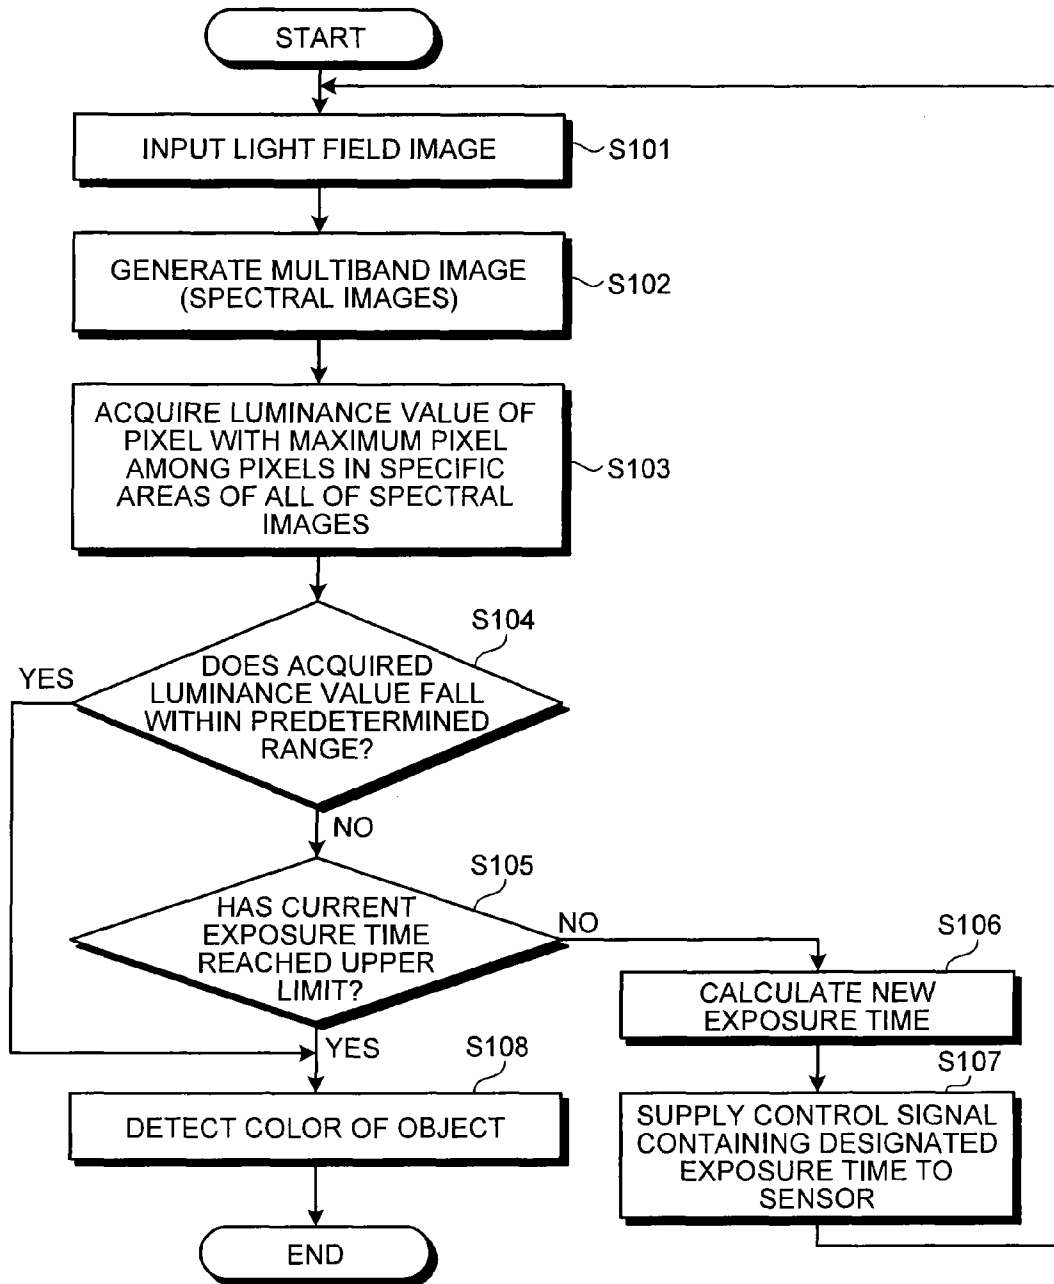 START
INPUT LIGHT FIELD IMAGE
S101
GENERATE MULTIBAND IMAGE
(SPECTRAL IMAGES)
S102
ACQUIRE LUMINANCE VALUE OF
PIXEL WITH MAXIMUM PIXEL
AMONG PIXELS IN SPECIFIC
AREAS OF ALL OF SPECTRAL
IMAGES
S103
S104
DOES ACQUIRED
LUMINANCE VALUE FALL
WITHIN PREDETERMINED
RANGE?
YES
NO
S105
HAS CURRENT
EXPOSURE TIME
REACHED UPPER
LIMIT?
NO
YES
S106
CALCULATE NEW
EXPOSURE TIME
S107
SUPPLY CONTROL SIGNAL
CONTAINING DESIGNATED
EXPOSURE TIME TO
SENSOR
S108
DETECT COLOR OF OBJECT
END